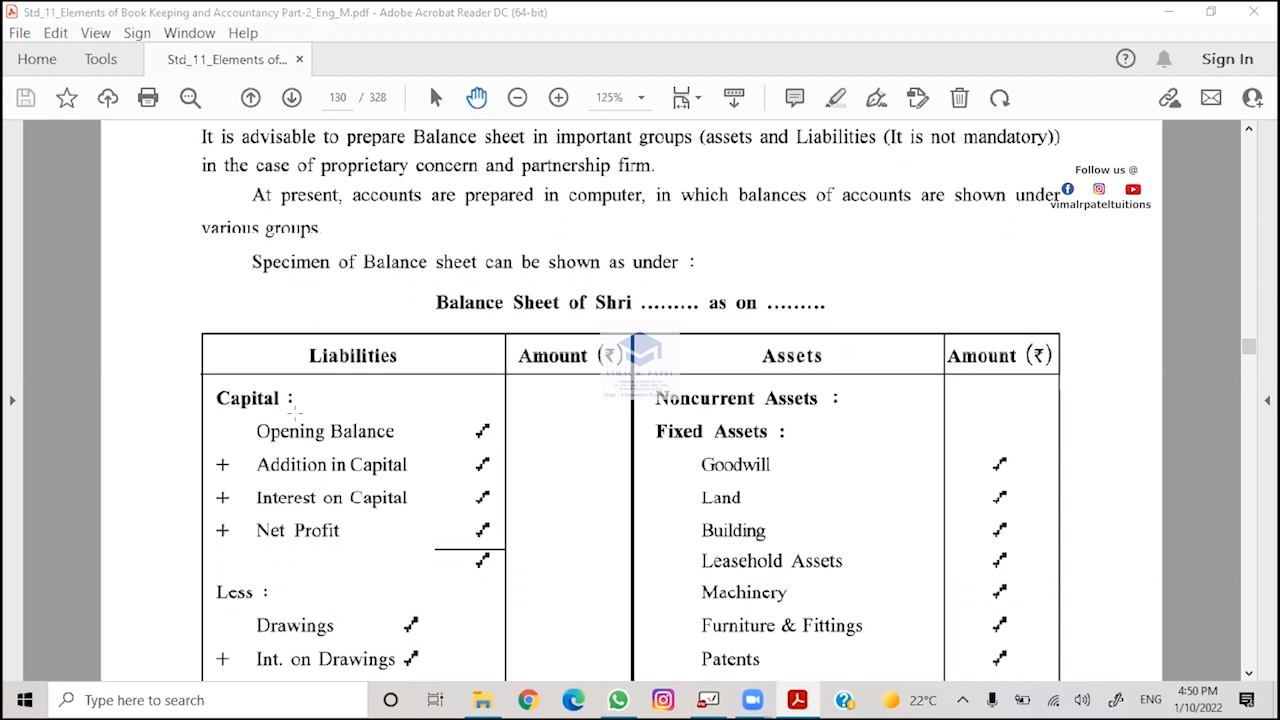 Std_11_Elements of Book Keeping and Accountancy Part-2_Eng_M.pdf - Adobe Acrobat Reader DC (64-bit)
File Edit View Sign Window Help
Home Tools Std_11_Elements of... × Sign In
130 / 328 125%
It is advisable to prepare Balance sheet in important groups (assets and Liabilities (It is not mandatory))
in the case of proprietary concern and partnership firm.
Follow us @
At present, accounts are prepared in computer, in which balances of accounts are shown under
vimalrpateltuitions
various groups.
Specimen of Balance sheet can be shown as under :
Balance Sheet of Shri ......... as on .........
Liabilities Amount (₹) Assets Amount (₹)
Capital : Noncurrent Assets :
Opening Balance Fixed Assets :
+ Addition in Capital Goodwill
+ Interest on Capital Land
+ Net Profit Building
Leasehold Assets
Less : Machinery
Drawings Furniture & Fittings
+ Int. on Drawings Patents
Type here to search 22°C ENG 4:50 PM
1/10/2022